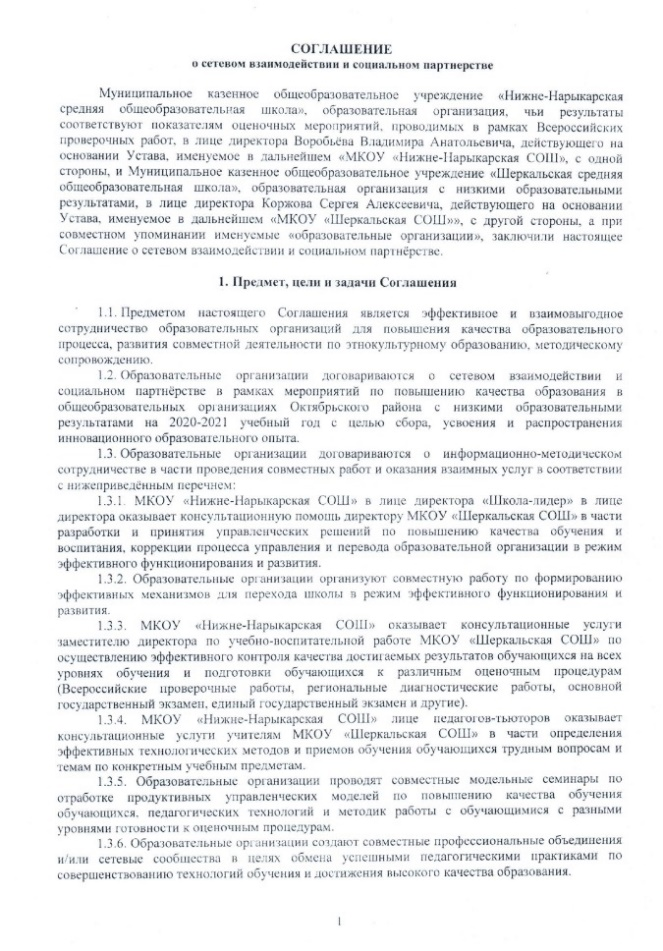 СОГЛАШЕНИЕ
о сетевом взаимодействии и социальном партнерстве
Муниципальное казенное общеобразовательное учреждение «Нижне-Нарыкарская
средняя общеобразовательная школа», образовательная организация, чьи результаты
соответствуют показателям оценочных мероприятий, проводимых в рамках Всероссийских
проверочных работ, в лице директора Воробьёва Владимира Анатольевича, действующего на
основании Устава, именуемое в дальнейшем «МКОУ «Нижне-Нарыкарская СОШ», с одной
стороны, и Муниципальное казенное общеобразовательное учреждение «Шеркальская средняя
общеобразовательная школа», образовательная организация с низкими образовательными
результатами, в лице директора Коржова Сергея Алексеевича, действующего на основании
Устава, именуемое в дальнейшем «МКОУ «Шеркальская СОШ»», с другой стороны, а при
совместном упоминании именуемые «образовательные организации», заключили настоящее
Соглашение о сетевом взаимодействии и социальном партнёрстве.
1. Предмет, цели и задачи Соглашения
1.1. Предметом настоящего Соглашения является эффективное и взаимовыгодное
сотрудничество образовательных организаций для повышения качества образовательного
процесса, развития совместной деятельности по этнокультурному образованию, методическому
сопровождению.
1.2. Образовательные организации договариваются о сетевом взаимодействии и
социальном партнёрстве в рамках мероприятий по повышению качества образования в
общеобразовательных организациях Октябрьского района с низкими образовательными
результатами на 2020-2021 учебный год с целью сбора, усвоения и распространения
инновационного образовательного опыта.
1.3. Образовательные организации договариваются о информационно-методическом
сотрудничестве в части проведения совместных работ и оказания взаимных услуг в соответствии
с нижеприведённым перечнем:
1.3.1. МКОУ «Нижне-Нарыкарская СОШ» в лице директора «Школа-лидер» в лице
директора оказывает консультационную помощь директору МКОУ «Шеркальская СОШ» в части
разработки и принятия управленческих решений по повышению качества обучения и
воспитания, коррекции процесса управления и перевода образовательной организации в режим
эффективного функционирования и развития.
1.3.2. Образовательные организации организуют совместную работу по формированию
эффективных механизмов для перехода школы в режим эффективного функционирования и
развития.
1.3.3. МКОУ «Нижне-Нарыкарская СОШ» оказывает консультационные услуги
заместителю директора по учебно-воспитательной работе МКОУ «Шеркальская СОШ» по
осуществлению эффективного контроля качества достигаемых результатов обучающихся на всех
уровнях обучения и подготовки обучающихся к различным оценочным процедурам
(Всероссийские проверочные работы, региональные диагностические работы, основной
государственный экзамен, единый государственный экзамен и другие).
1.3.4. МКОУ «Нижне-Нарыкарская СОШ» лице педагогов-тьюторов оказывает
консультационные услуги учителям МКОУ «Шеркальская СОШ» в части определения
эффективных технологических методов и приемов обучения обучающихся трудным вопросам и
темам по конкретным учебным предметам.
1.3.5. Образовательные организации проводят совместные модельные семинары по
отработке продуктивных управленческих моделей по повышению качества обучения
обучающихся, педагогических технологий и методик работы с обучающимися с разными
уровнями готовности к оценочным процедурам.
1.3.6. Образовательные организации создают совместные профессиональные объединения
и/или сетевые сообщества в целях обмена успешными педагогическими практиками по
совершенствованию технологий обучения и достижения высокого качества образования.
1